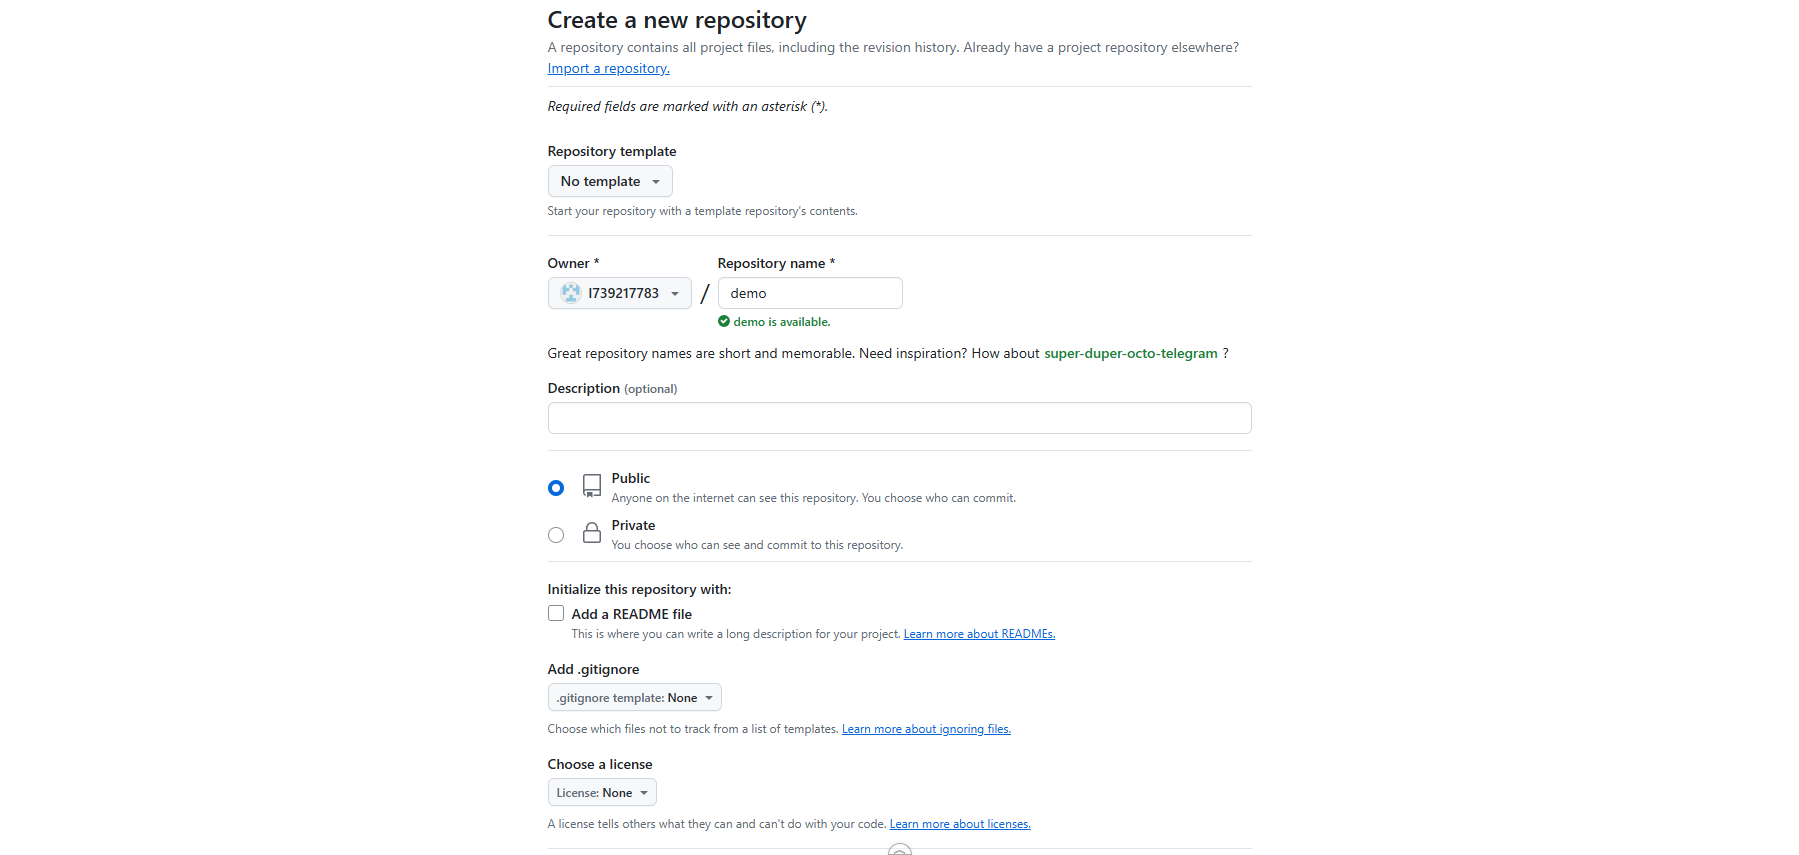 Create a new repository
A repository contains all project files, including the revision history. Already have a project repository elsewhere?
Import a repository.
Required fields are marked with an asterisk (*).
Repository template
No template
Start your repository with a template repository's contents.
Owner * Repository name *
l739217783 / demo
demo is available.
Great repository names are short and memorable. Need inspiration? How about super-duper-octo-telegram ?
Description (optional)
Public
Anyone on the internet can see this repository. You choose who can commit.
Private
You choose who can see and commit to this repository.
Initialize this repository with:
Add a README file
This is where you can write a long description for your project. Learn more about READMEs.
Add .gitignore
.gitignore template: None
Choose which files not to track from a list of templates. Learn more about ignoring files.
Choose a license
License: None
A license tells others what they can and can't do with your code. Learn more about licenses.